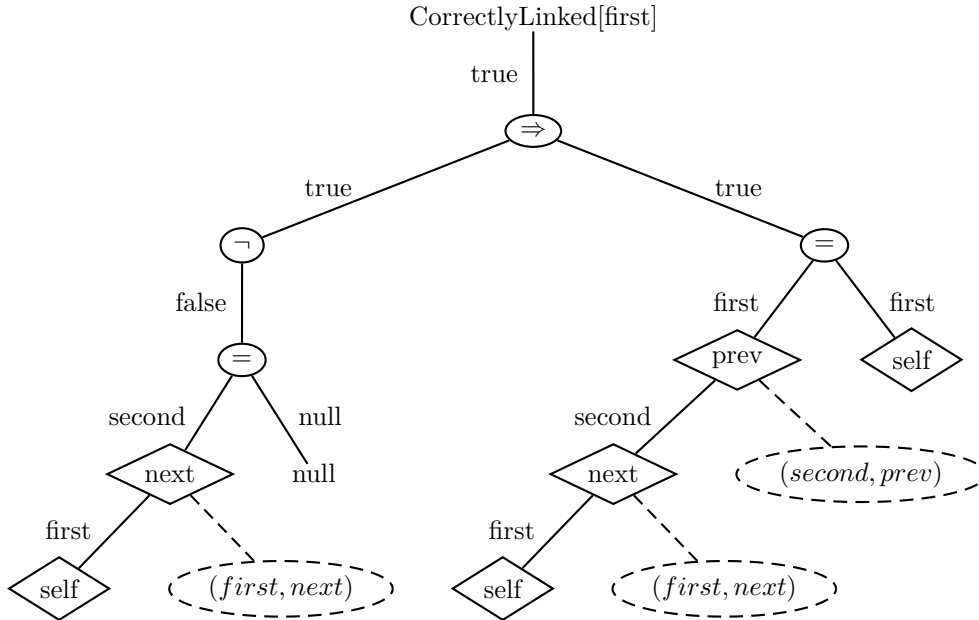 CorrectlyLinked[first]
true
⇒
true
true
¬
=
false
first
first
=
prev
self
second
null
second
next
null
next
(second, prev)
first
first
self
(first, next)
self
(first, next)